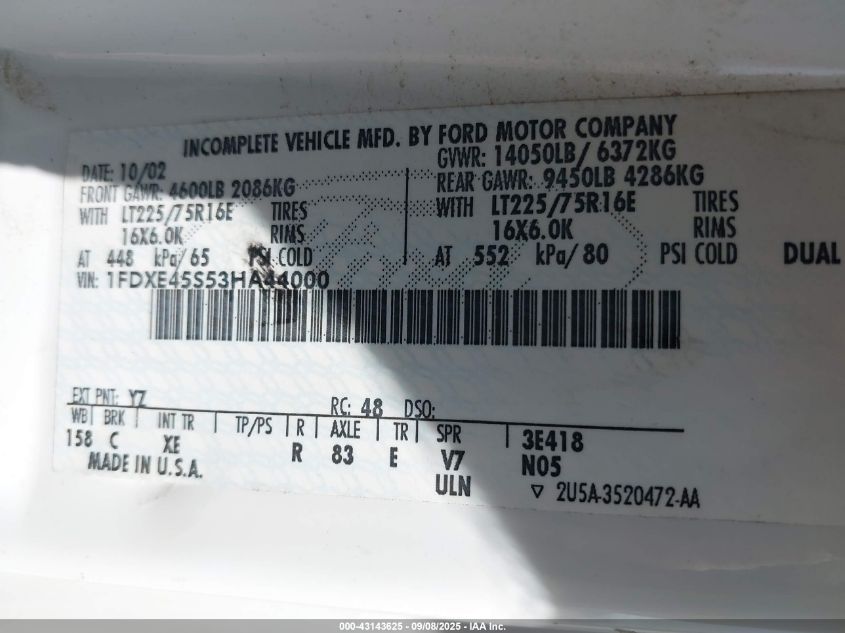 INCOMPLETE VEHICLE MFD. BY FORD MOTOR COMPANY
DATE: 10/02 GVWR: 14050LB/ 6372KG
FRONT GAWR: 4600LB 2086KG REAR GAWR: 9450LB 4286KG
WITH LT225/75R16E TIRES WITH LT225/75R16E TIRES
16X6.0K RIMS 16X6.0K RIMS
AT 448 kPa/65 PSI COLD AT 552 kPa/80 PSI COLD DUAL
VIN: 1FDXE45S53HA44000
EXT PNT: YZ RC: 48 DSO:
WB BRK INT TR TP/PS R AXLE TR SPR
158 C XE R 83 E V7 3E418
MADE IN U.S.A. ULN N05
▽ 2U5A-3520472-AA
000-43143625 - 09/08/2025 - IAA Inc.